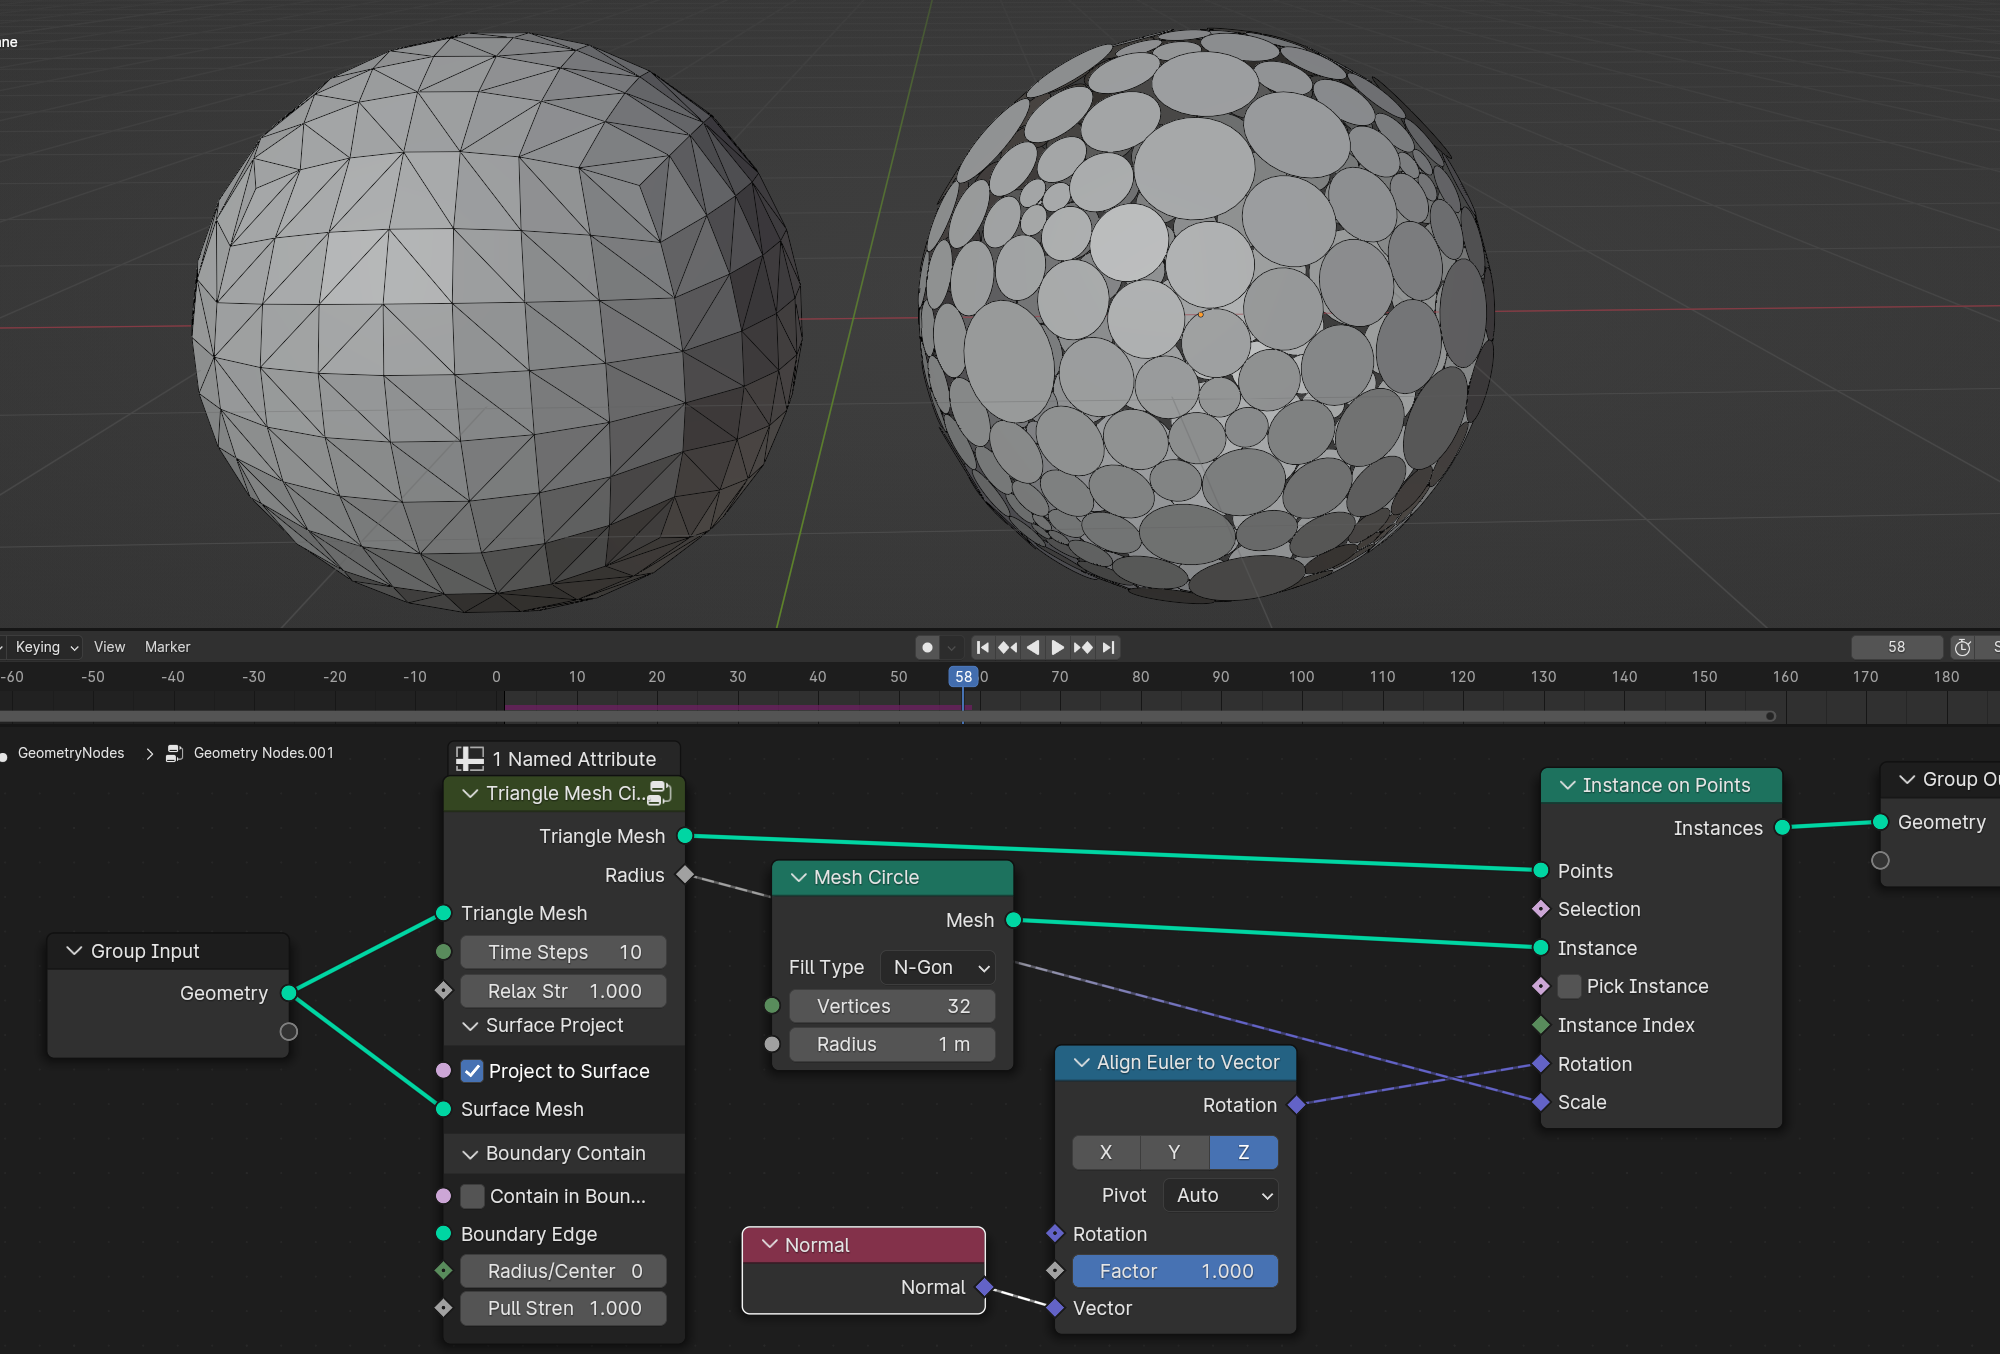 Keying
View
Marker
58
-60 -50 -40 -30 -20 -10 0 10 20 30 40 50 58 0 70 80 90 100 110 120 130 140 150 160 170 180
GeometryNodes > Geometry Nodes.001
1 Named Attribute
Triangle Mesh Ci..
Triangle Mesh
Radius
Triangle Mesh
Time Steps 10
Relax Str 1.000
Surface Project
Project to Surface
Surface Mesh
Boundary Contain
Contain in Boun...
Boundary Edge
Radius/Center 0
Pull Stren 1.000
Group Input
Geometry
Mesh Circle
Mesh
Fill Type N-Gon
Vertices 32
Radius 1 m
Normal
Normal
Align Euler to Vector
Rotation
X Y Z
Pivot Auto
Rotation
Factor 1.000
Vector
Instance on Points
Instances
Points
Selection
Instance
Pick Instance
Instance Index
Rotation
Scale
Group Ou
Geometry